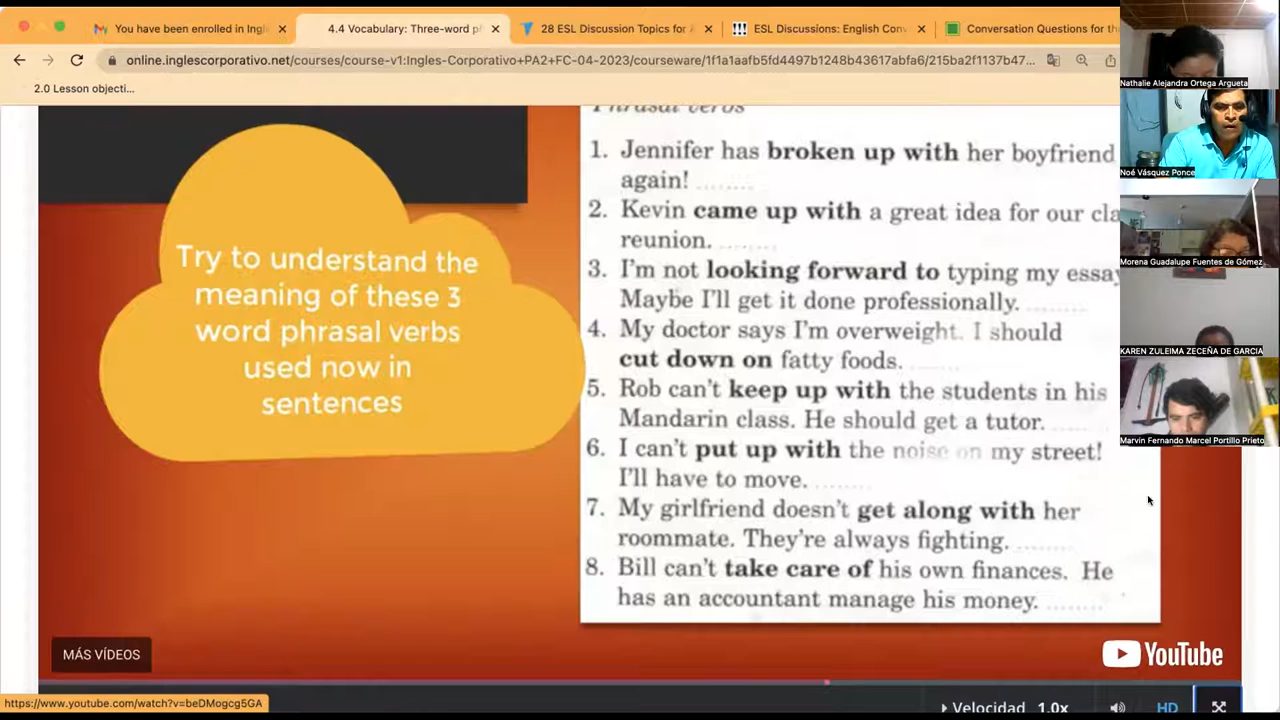 You have been enrolled in Ingl
4.4 Vocabulary: Three-word p
28 ESL Discussion Topics for
ESL Discussions: English Con
Conversation Questions for th
online.inglescorporativo.net/courses/course-v1:Ingles-Corporativo+PA2+FC-04-2023/courseware/1f1a1aafb5fd4497b1248b43617abfa6/215ba2f1137b47...
2.0 Lesson objecti...
Phrasal verbs
Try to understand the
meaning of these 3
word phrasal verbs
used now in
sentences
1. Jennifer has broken up with her boyfriend
again! ........
2. Kevin came up with a great idea for our cla
reunion. ........
3. I'm not looking forward to typing my essay
Maybe I'll get it done professionally. ........
4. My doctor says I'm overweight. I should
cut down on fatty foods. ........
5. Rob can't keep up with the students in his
Mandarin class. He should get a tutor. ........
6. I can't put up with the noise on my street!
I'll have to move. ........
7. My girlfriend doesn't get along with her
roommate. They're always fighting. ........
8. Bill can't take care of his own finances. He
has an accountant manage his money. ........
MÁS VÍDEOS
YouTube
https://www.youtube.com/watch?v=beDMogcg5GA
Velocidad 1.0x
HD
Nathalie Alejandra Ortega Argueta
Noé Vásquez Ponce
Morena Guadalupe Fuentes de Gómez
KAREN ZULEIMA ZECEÑA DE GARCIA
Marvin Fernando Marcel Portillo Prieto